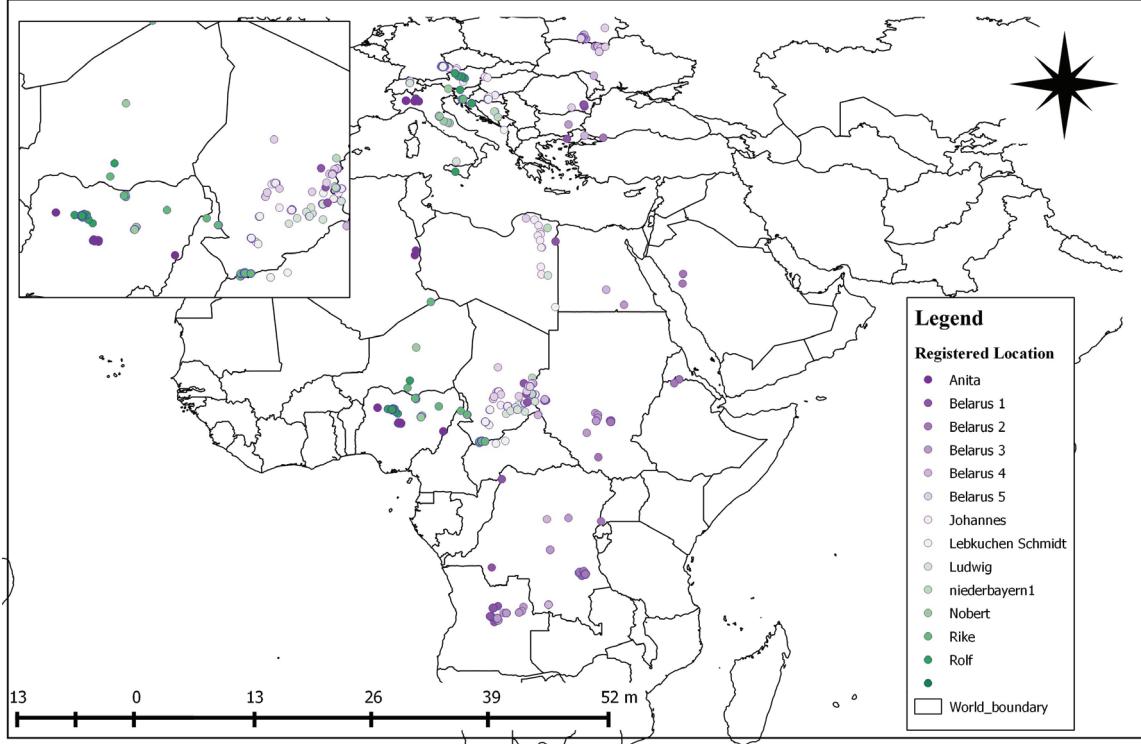 Legend
Registered Location
Anita
Belarus 1
Belarus 2
Belarus 3
Belarus 4
Belarus 5
Johannes
Lebkuchen Schmidt
Ludwig
niederbayern1
Nobert
Rike
Rolf
World_boundary
13 0 13 26 39 52 m